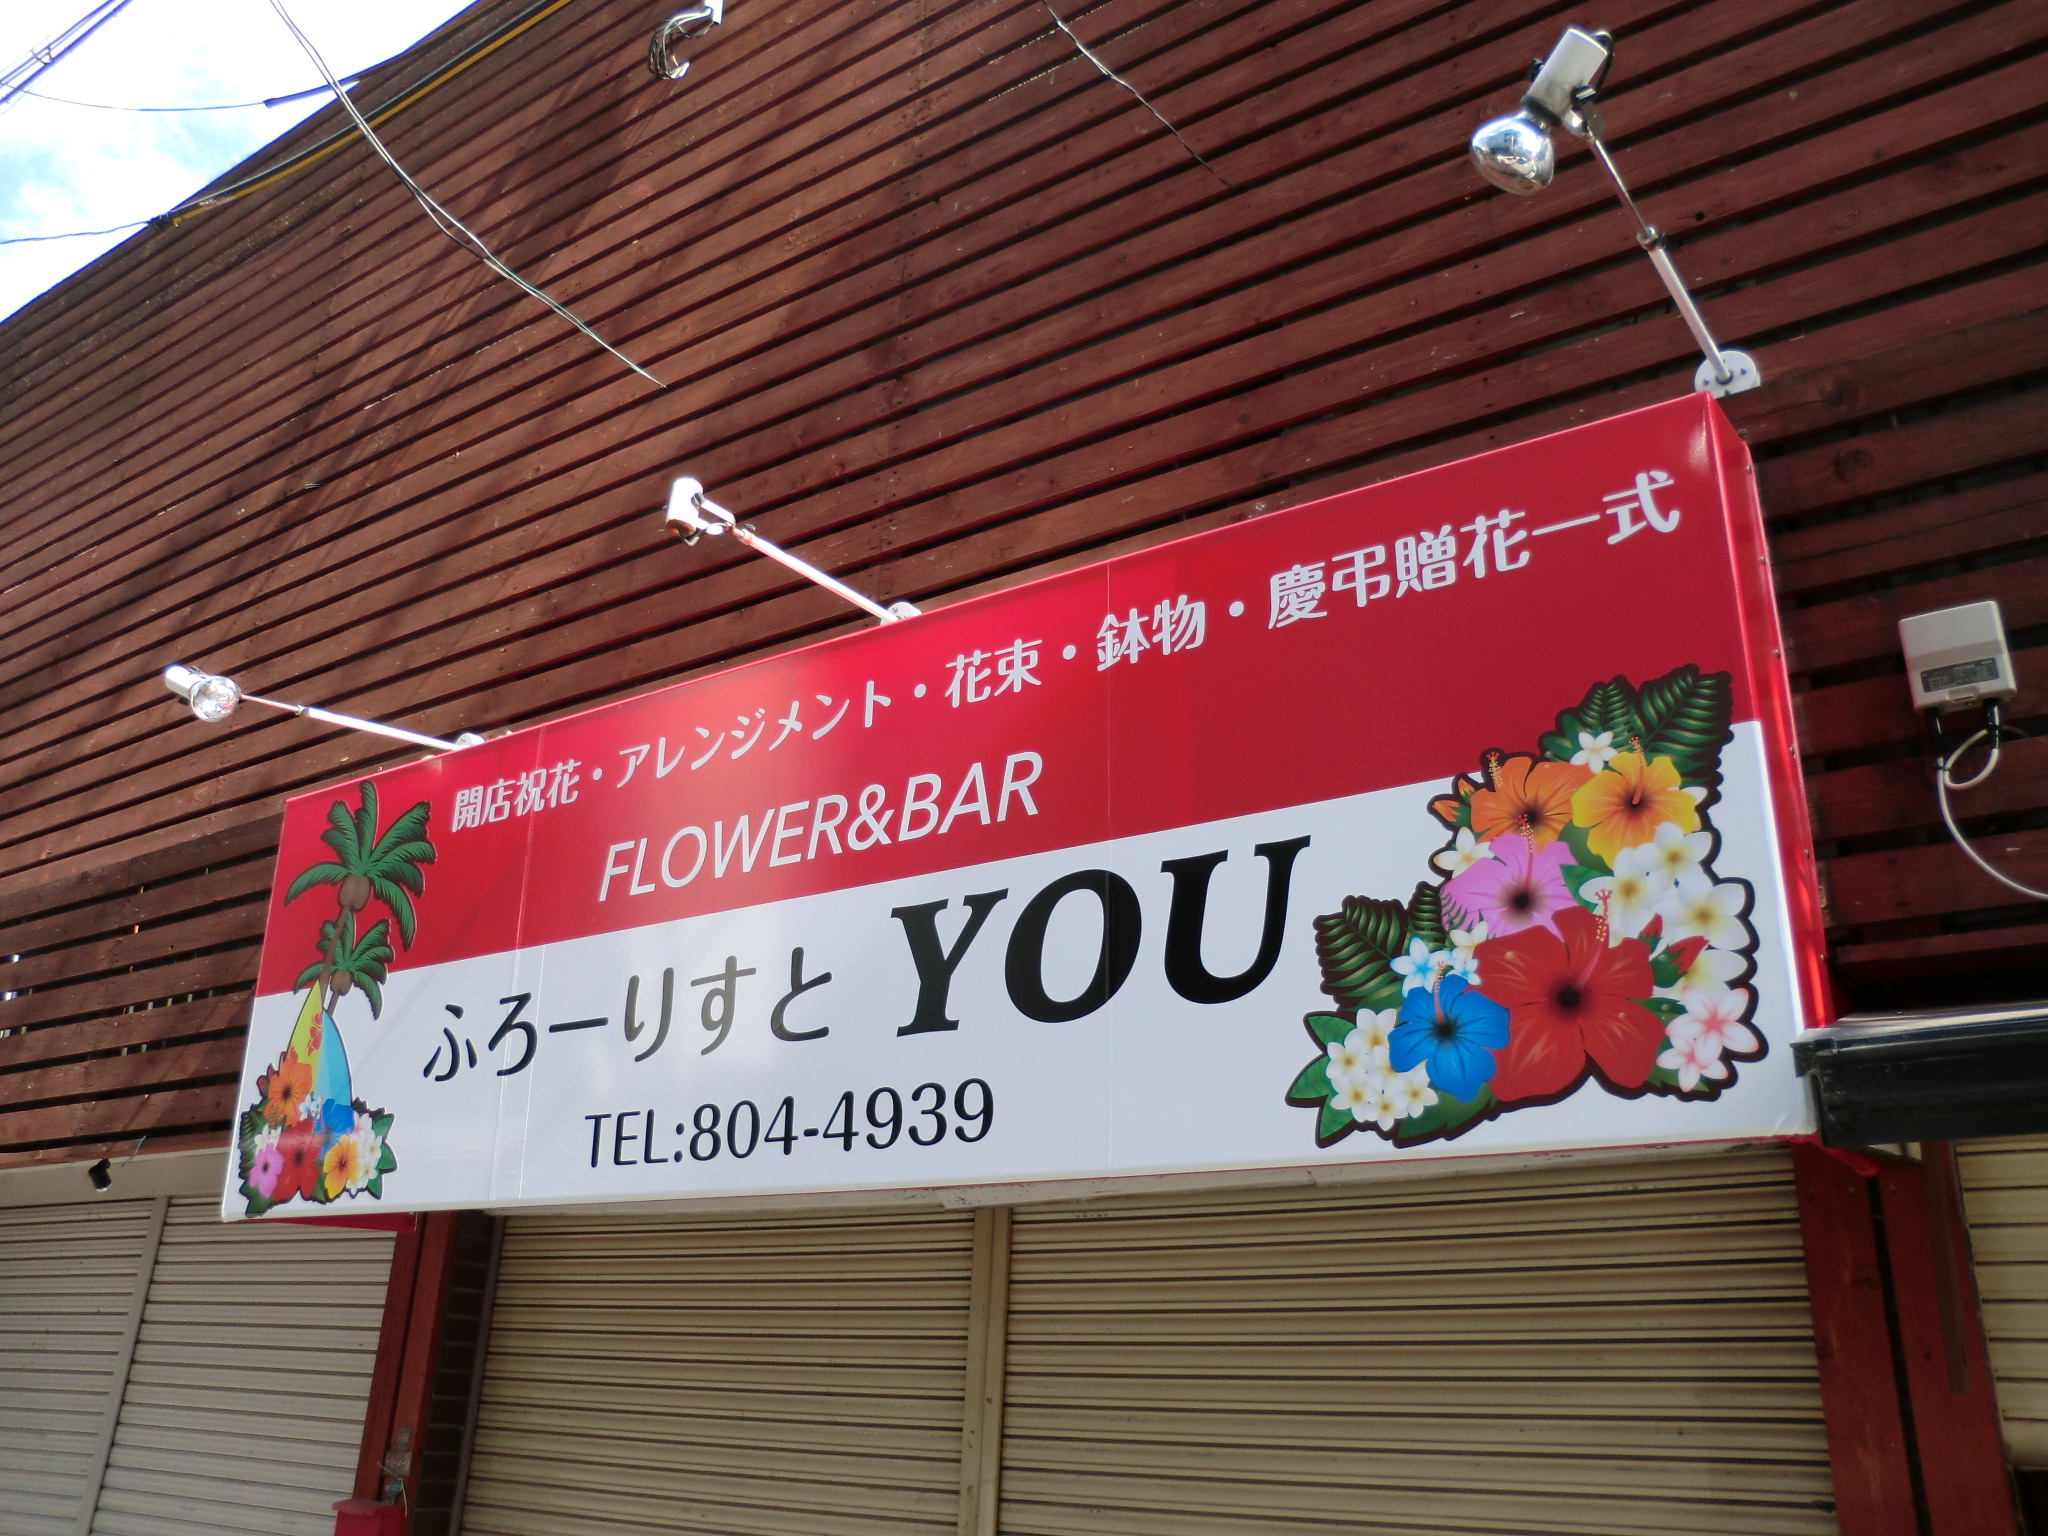 開店祝花・アレンジメント・花束・鉢物・慶弔贈花一式
FLOWER&BAR
ふろーりすと YOU
TEL:804-4939